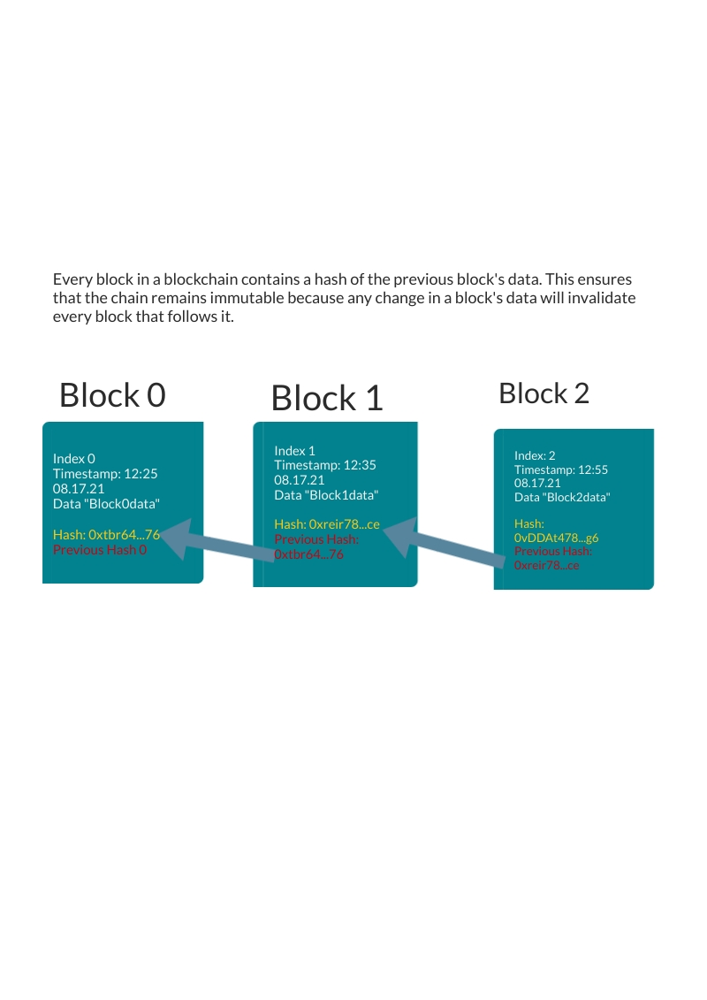 Every block in a blockchain contains a hash of the previous block's data. This ensures
that the chain remains immutable because any change in a block's data will invalidate
every block that follows it.
Block 0
Index 0
Timestamp: 12:25
08.17.21
Data "Block0data"
Hash: 0xtbr64...76
Previous Hash 0
Block 1
Index 1
Timestamp: 12:35
08.17.21
Data "Block1data"
Hash: 0xreir78...ce
Previous Hash:
0xtbr64...76
Block 2
Index: 2
Timestamp: 12:55
08.17.21
Data "Block2data"
Hash:
0vDDAt478...g6
Previous Hash:
0xreir78...ce